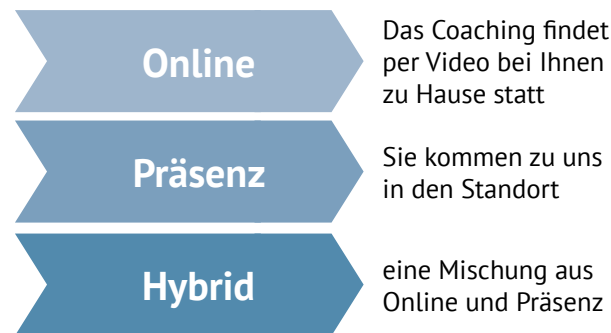 Online
Das Coaching findet
per Video bei Ihnen
zu Hause statt
Präsenz
Sie kommen zu uns
in den Standort
Hybrid
eine Mischung aus
Online und Präsenz